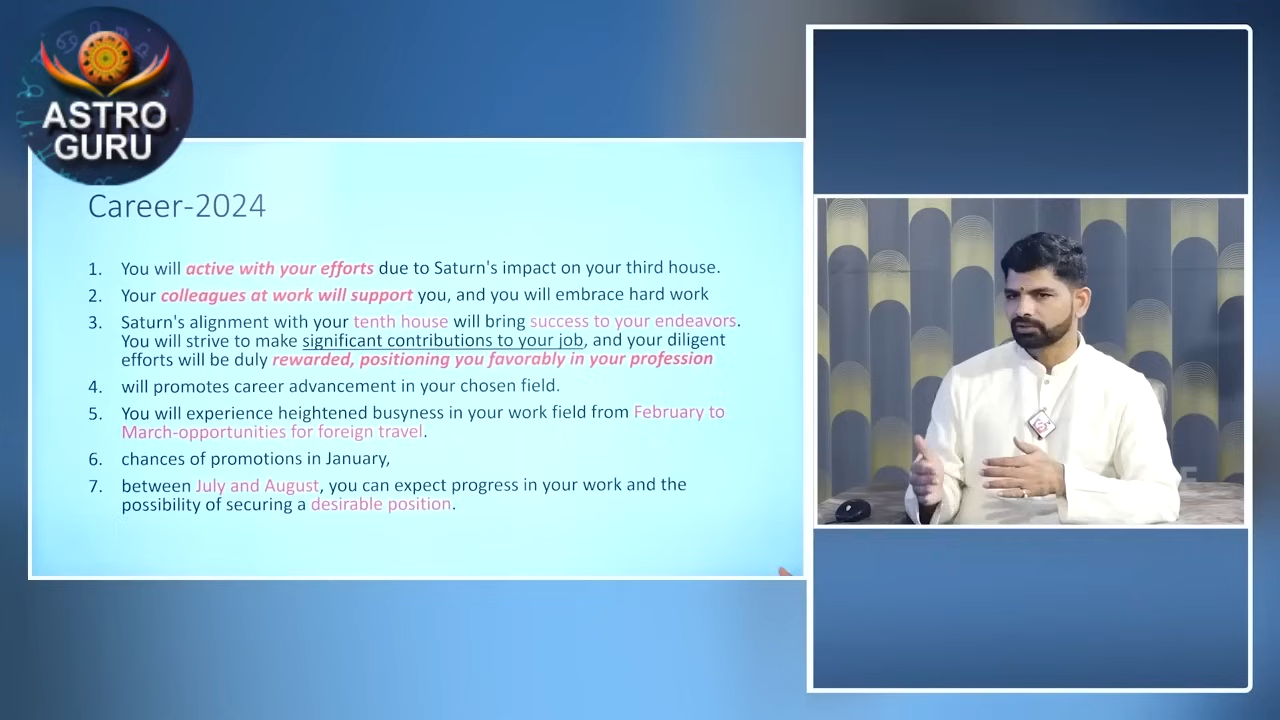 ASTRO
GURU
Career-2024
1. You will active with your efforts due to Saturn's impact on your third house.
2. Your colleagues at work will support you, and you will embrace hard work
3. Saturn's alignment with your tenth house will bring success to your endeavors.
You will strive to make significant contributions to your job, and your diligent
efforts will be duly rewarded, positioning you favorably in your profession
4. will promotes career advancement in your chosen field.
5. You will experience heightened busyness in your work field from February to
March-opportunities for foreign travel.
6. chances of promotions in January,
7. between July and August, you can expect progress in your work and the
possibility of securing a desirable position.